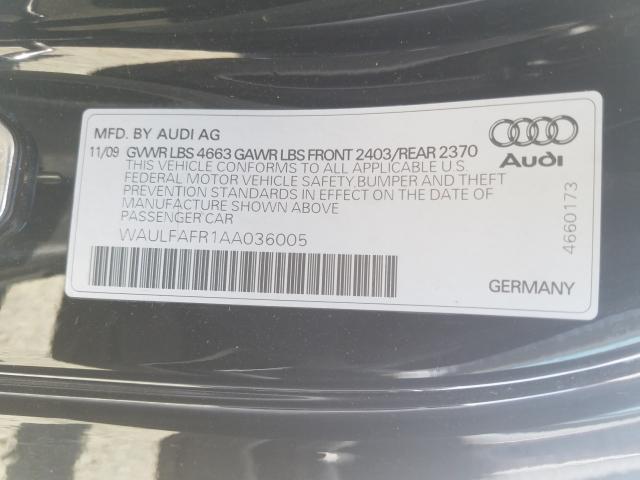 MFD. BY AUDI AG
11/09 GVWR LBS 4663 GAWR LBS FRONT 2403/REAR 2370
THIS VEHICLE CONFORMS TO ALL APPLICABLE U.S.
FEDERAL MOTOR VEHICLE SAFETY, BUMPER AND THEFT
PREVENTION STANDARDS IN EFFECT ON THE DATE OF
MANUFACTURE SHOWN ABOVE
PASSENGER CAR
WAULFAFR1AA036005
Audi
4660173
GERMANY